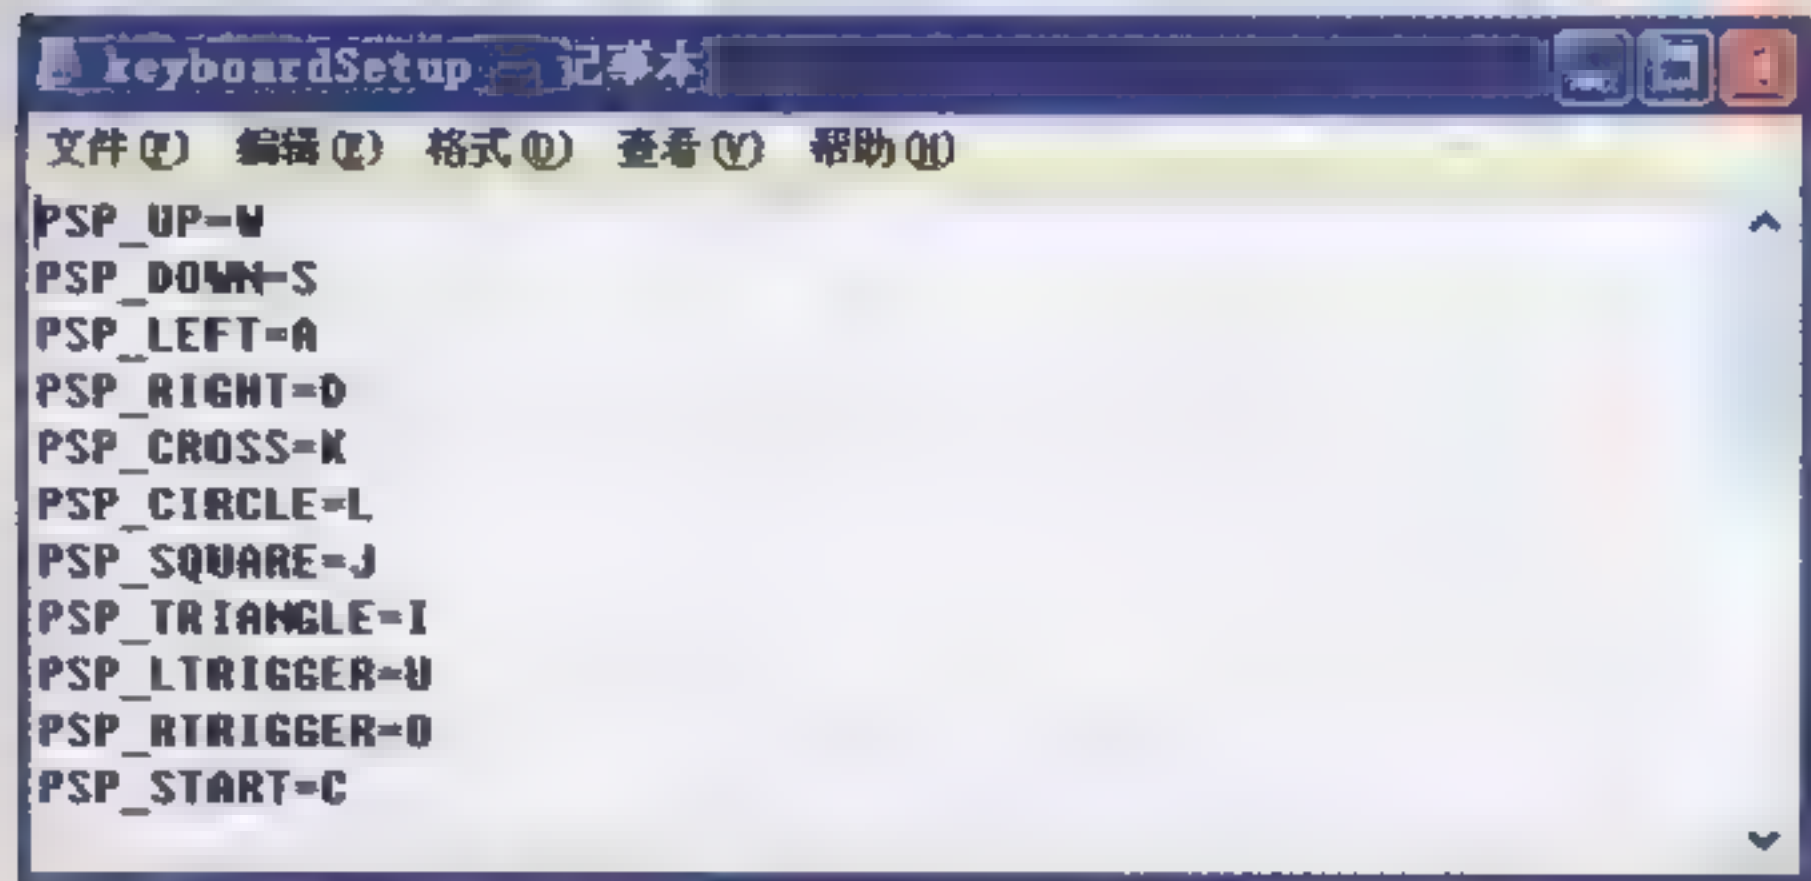 keyboardSetup - 记事本
文件(F) 编辑(E) 格式(O) 查看(V) 帮助(H)
PSP_UP=W
PSP_DOWN=S
PSP_LEFT=A
PSP_RIGHT=D
PSP_CROSS=K
PSP_CIRCLE=L
PSP_SQUARE=J
PSP_TRIANGLE=I
PSP_LTRIGGER=U
PSP_RTRIGGER=O
PSP_START=C